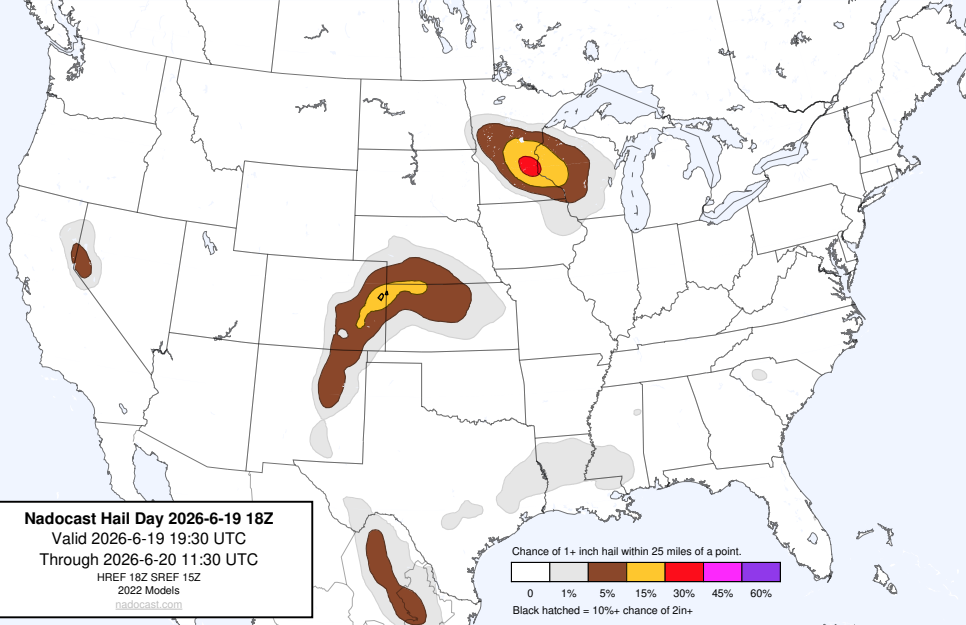 Nadocast Hail Day 2026-6-19 18Z
Valid 2026-6-19 19:30 UTC
Through 2026-6-20 11:30 UTC
HREF 18Z SREF 15Z
2022 Models
nadocast.com
Chance of 1+ inch hail within 25 miles of a point.
0 1% 5% 15% 30% 45% 60%
Black hatched = 10%+ chance of 2in+